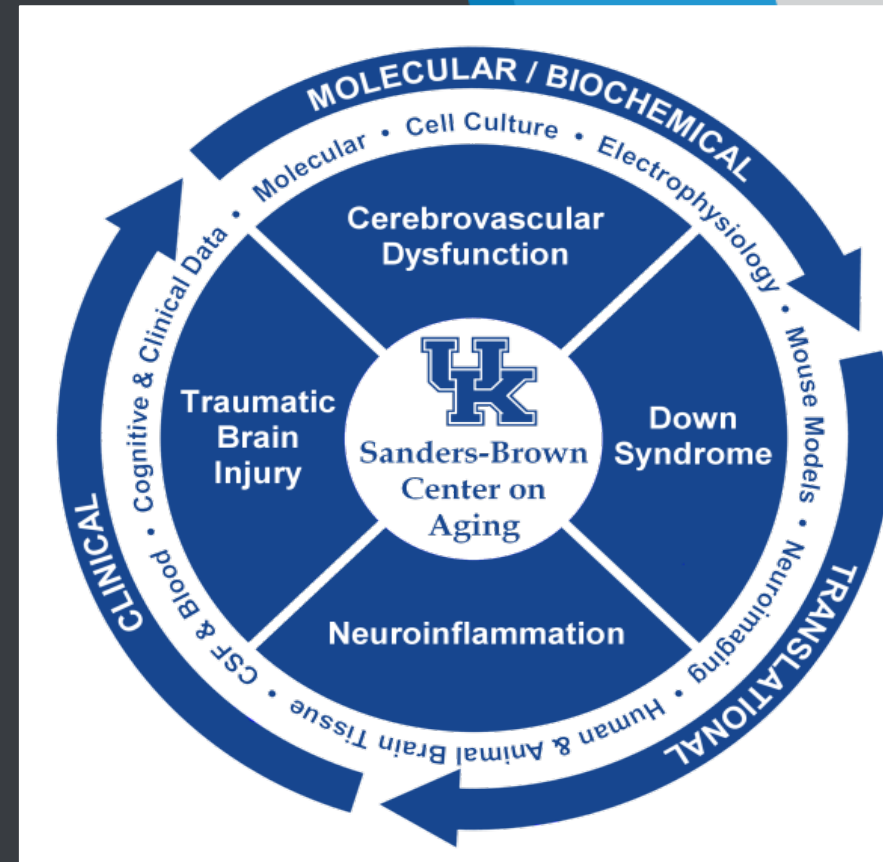 MOLECULAR / BIOCHEMICAL
TRANSLATIONAL
CLINICAL
• Molecular • Cell Culture • Electrophysiology • Mouse Models • Neuroimaging • Human & Animal Brain Tissue • CSF & Blood • Cognitive & Clinical Data
Cerebrovascular
Dysfunction
Down
Syndrome
Neuroinflammation
Traumatic
Brain
Injury
UK
Sanders-Brown
Center on
Aging